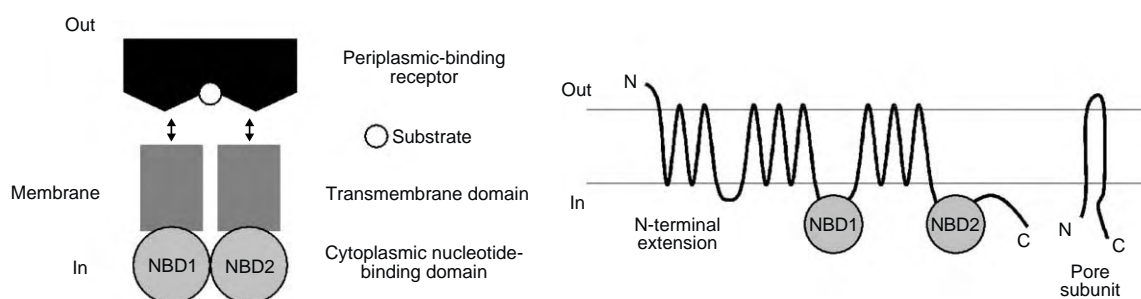 Out
Periplasmic-binding
receptor
Substrate
Membrane
Transmembrane domain
In
NBD1
NBD2
Cytoplasmic nucleotide-
binding domain
N
Out
In
N-terminal
extension
NBD1
NBD2
C
N
C
Pore
subunit